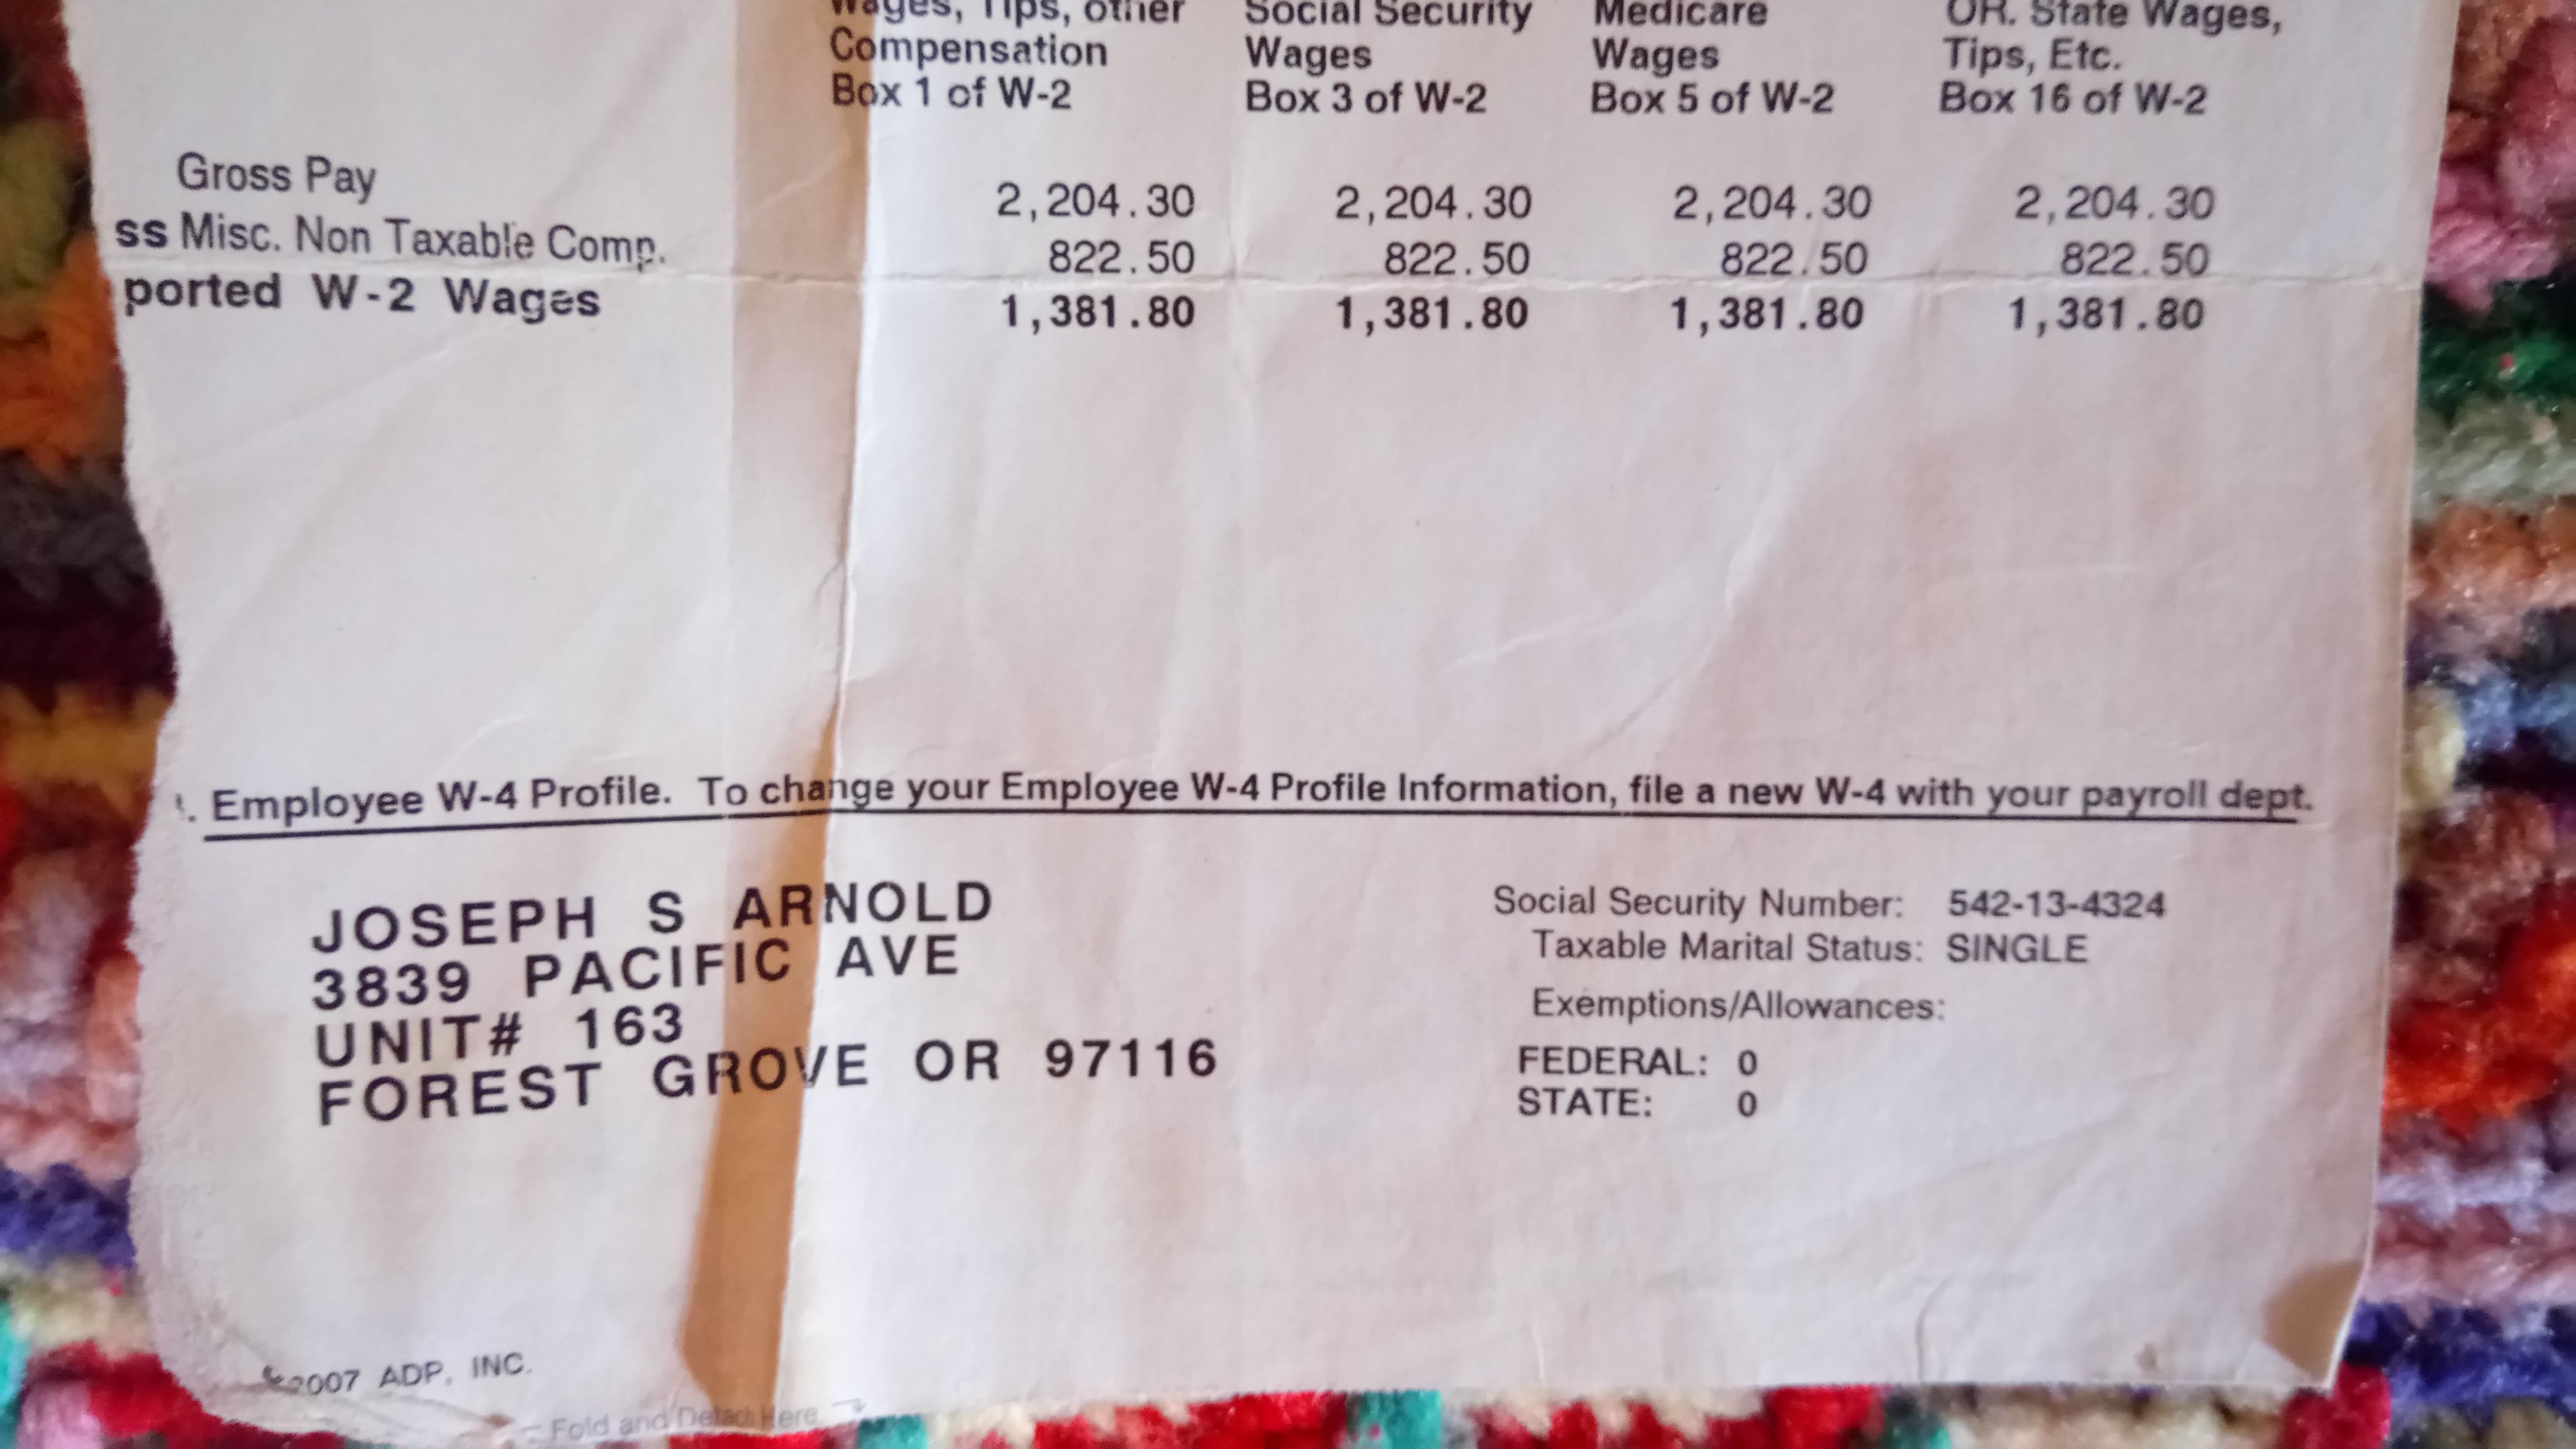 Wages, Tips, other Social Security Medicare OR. State Wages,
Compensation Wages Wages Tips, Etc.
Box 1 of W-2 Box 3 of W-2 Box 5 of W-2 Box 16 of W-2
Gross Pay 2,204.30 2,204.30 2,204.30 2,204.30
ss Misc. Non Taxable Comp. 822.50 822.50 822.50 822.50
ported W-2 Wages 1,381.80 1,381.80 1,381.80 1,381.80
. Employee W-4 Profile. To change your Employee W-4 Profile Information, file a new W-4 with your payroll dept.
JOSEPH S ARNOLD
3839 PACIFIC AVE
UNIT# 163
FOREST GROVE OR 97116
Social Security Number: 542-13-4324
Taxable Marital Status: SINGLE
Exemptions/Allowances:
FEDERAL: 0
STATE: 0
2007 ADP, INC.
Fold and Detach Here